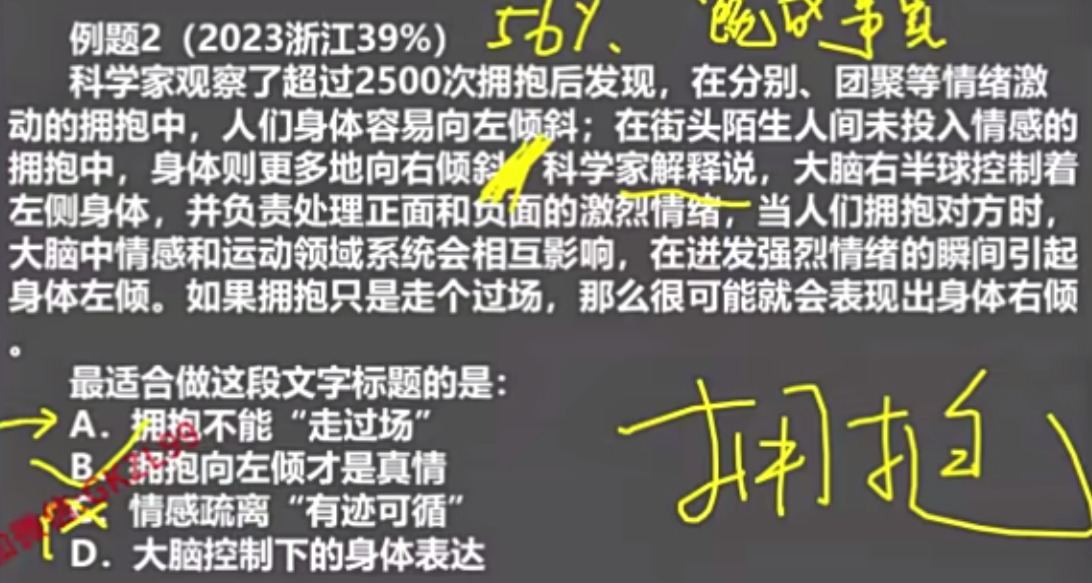 例题2（2023浙江39%） 56%、
科学家观察了超过2500次拥抱后发现，在分别、团聚等情绪激
动的拥抱中，人们身体容易向左倾斜；在街头陌生人间未投入情感的
拥抱中，身体则更多地向右倾斜 科学家解释说，大脑右半球控制着
左侧身体，并负责处理正面和负面的激烈情绪，当人们拥抱对方时，
大脑中情感和运动领域系统会相互影响，在迸发强烈情绪的瞬间引起
身体左倾。如果拥抱只是走个过场，那么很可能就会表现出身体右倾
。
最适合做这段文字标题的是：
A．拥抱不能“走过场”
B．拥抱向左倾才是真情
C．情感疏离“有迹可循”
D．大脑控制下的身体表达
拥抱